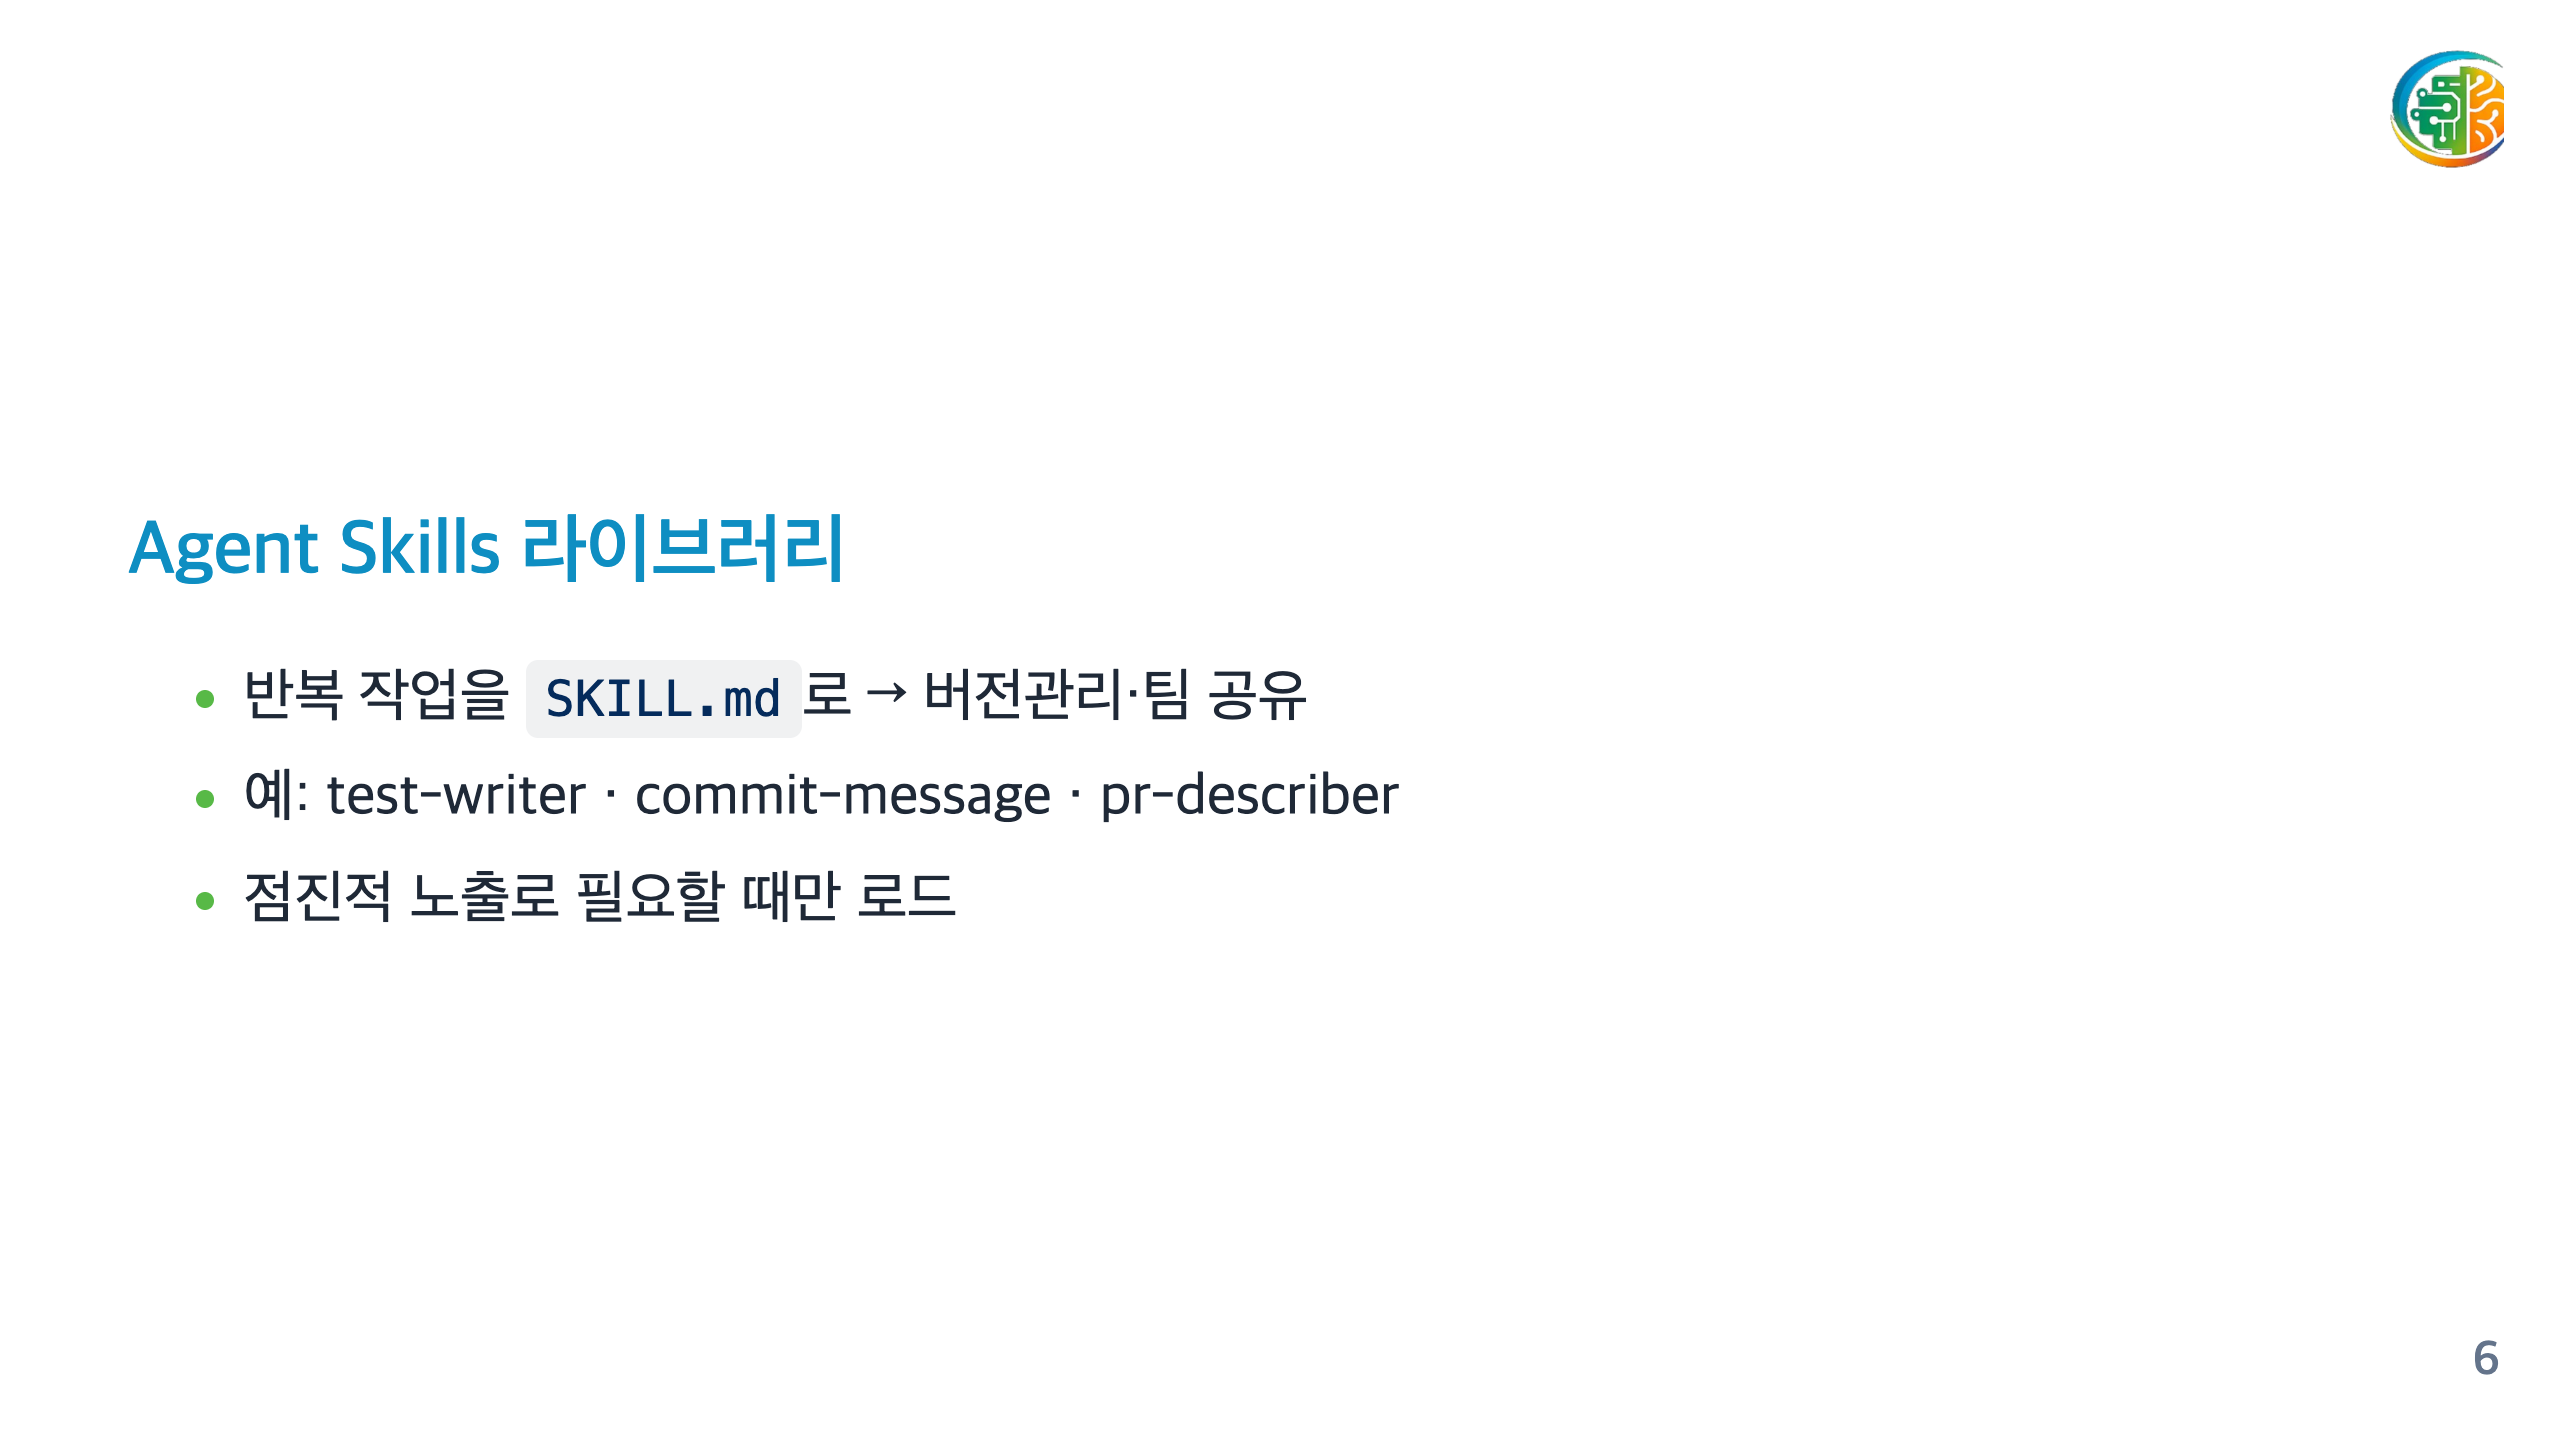 Agent Skills 라이브러리
• 반복 작업을 SKILL.md로 → 버전관리·팀 공유
• 예: test-writer · commit-message · pr-describer
• 점진적 노출로 필요할 때만 로드
6